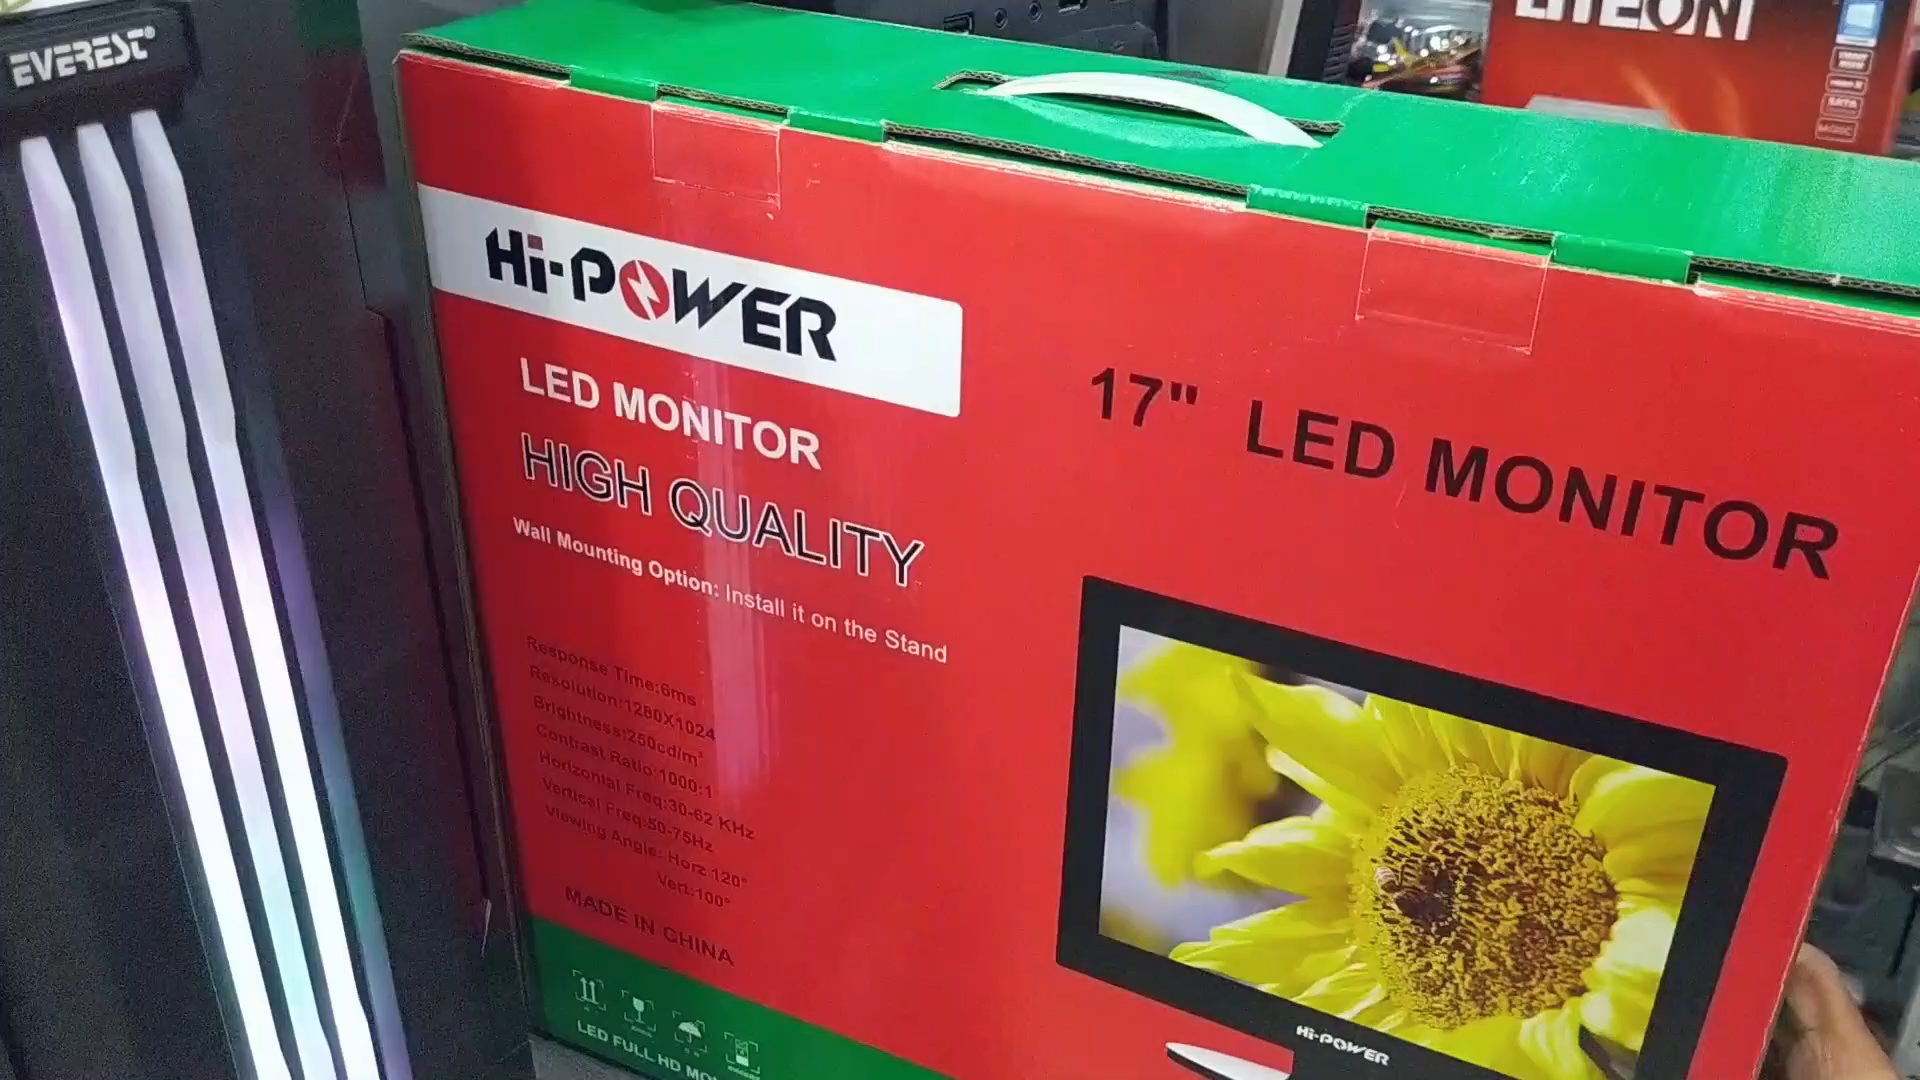 EVEREST®
LITEON
SATA
Hi-POWER
LED MONITOR
HIGH QUALITY
Wall Mounting Option: Install it on the Stand
Response Time:6ms
Resolution:1280X1024
Brightness:250cd/m²
Contrast Ratio:1000:1
Horizontal Freq:30-62 KHz
Vertical Freq:50-75Hz
Viewing Angle: Horz 120°
Vert:100°
MADE IN CHINA
LED FULL HD
17" LED MONITOR
Hi-POWER